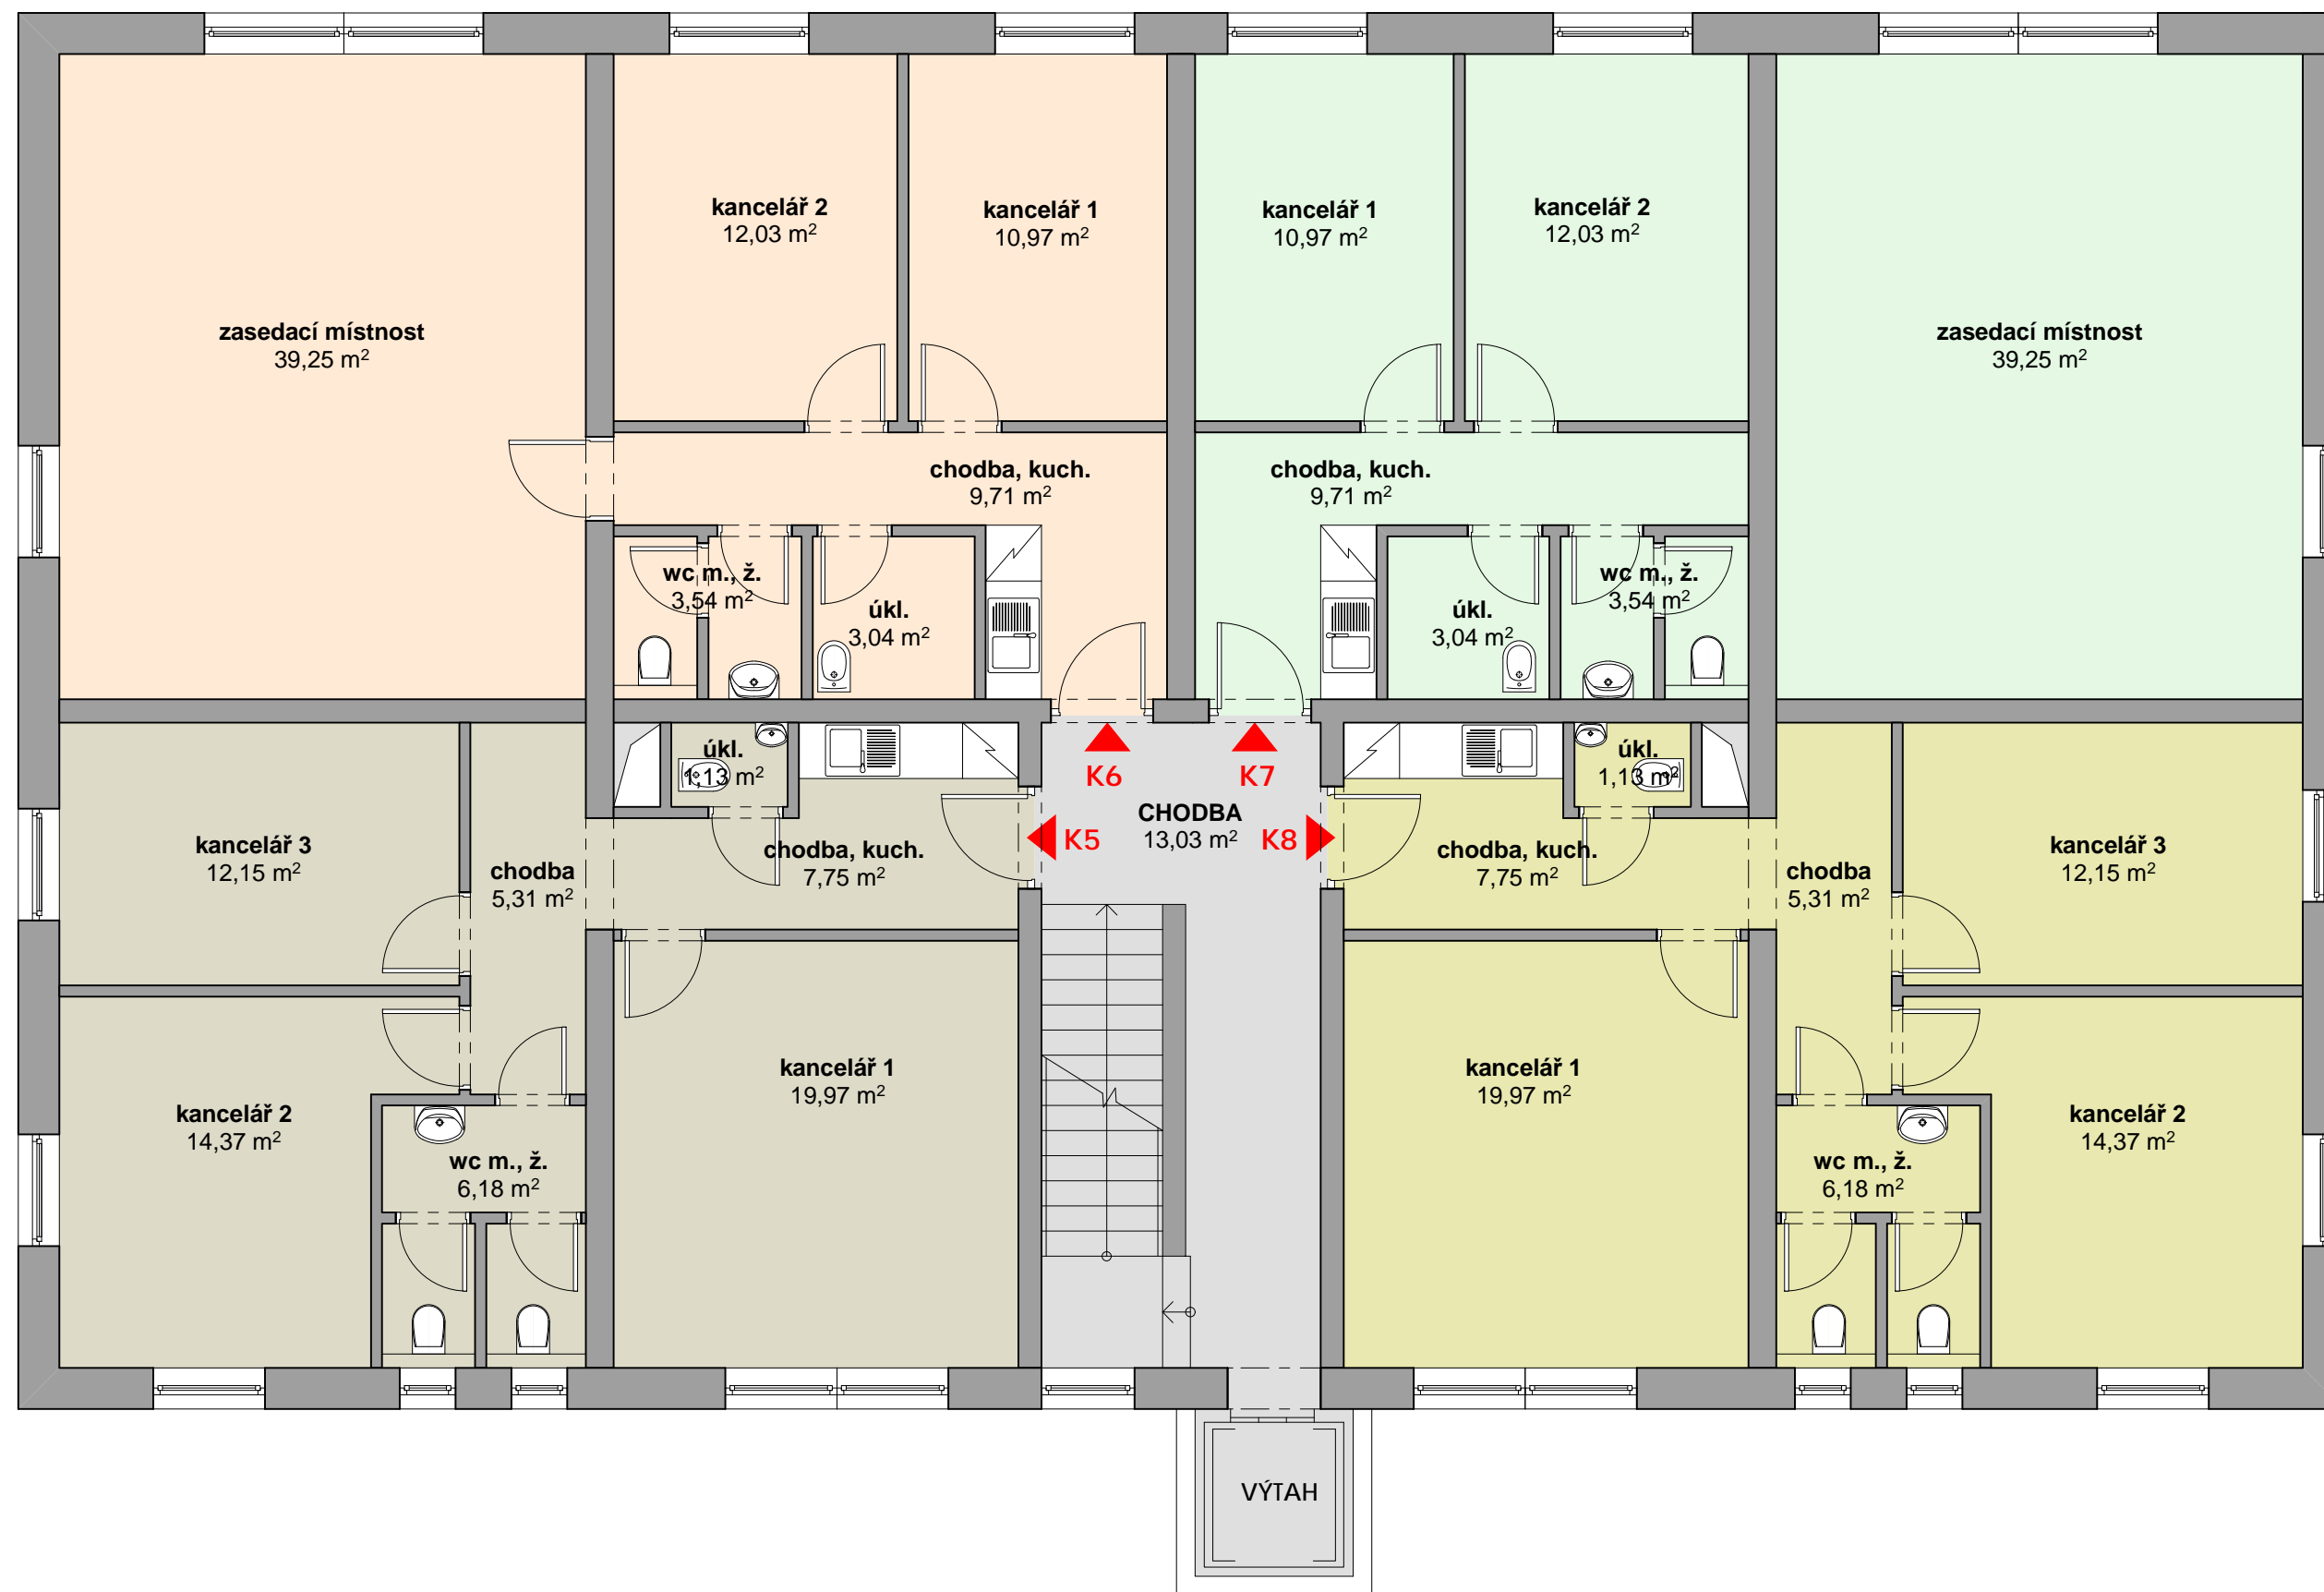 kancelář 2
12,03 m²
kancelář 1
10,97 m²
kancelář 1
10,97 m²
kancelář 2
12,03 m²
zasedací místnost
39,25 m²
zasedací místnost
39,25 m²
chodba, kuch.
9,71 m²
chodba, kuch.
9,71 m²
wc m., ž.
3,54 m²
úkl.
3,04 m²
úkl.
3,04 m²
wc m., ž.
3,54 m²
úkl.
1,13 m²
K6
K7
úkl.
1,13 m²
CHODBA
13,03 m²
K5
K8
kancelář 3
12,15 m²
chodba
5,31 m²
chodba, kuch.
7,75 m²
chodba, kuch.
7,75 m²
chodba
5,31 m²
kancelář 3
12,15 m²
kancelář 2
14,37 m²
wc m., ž.
6,18 m²
kancelář 1
19,97 m²
kancelář 1
19,97 m²
wc m., ž.
6,18 m²
kancelář 2
14,37 m²
VÝTAH